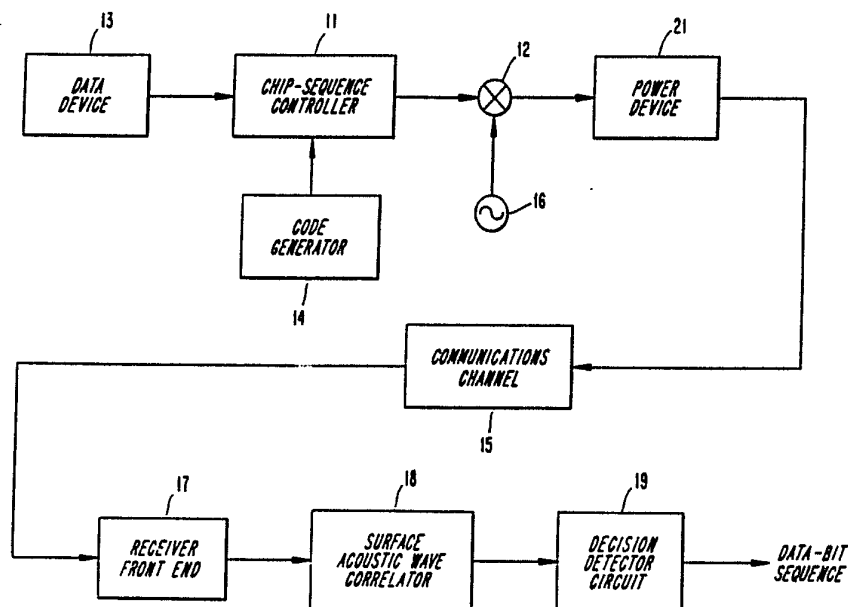 13
DATA
DEVICE
11
CHIP-SEQUENCE
CONTROLLER
12
21
POWER
DEVICE
16
CODE
GENERATOR
14
COMMUNICATIONS
CHANNEL
15
17
RECEIVER
FRONT END
18
SURFACE
ACOUSTIC WAVE
CORRELATOR
19
DECISION
DETECTOR
CIRCUIT
DATA-BIT
SEQUENCE